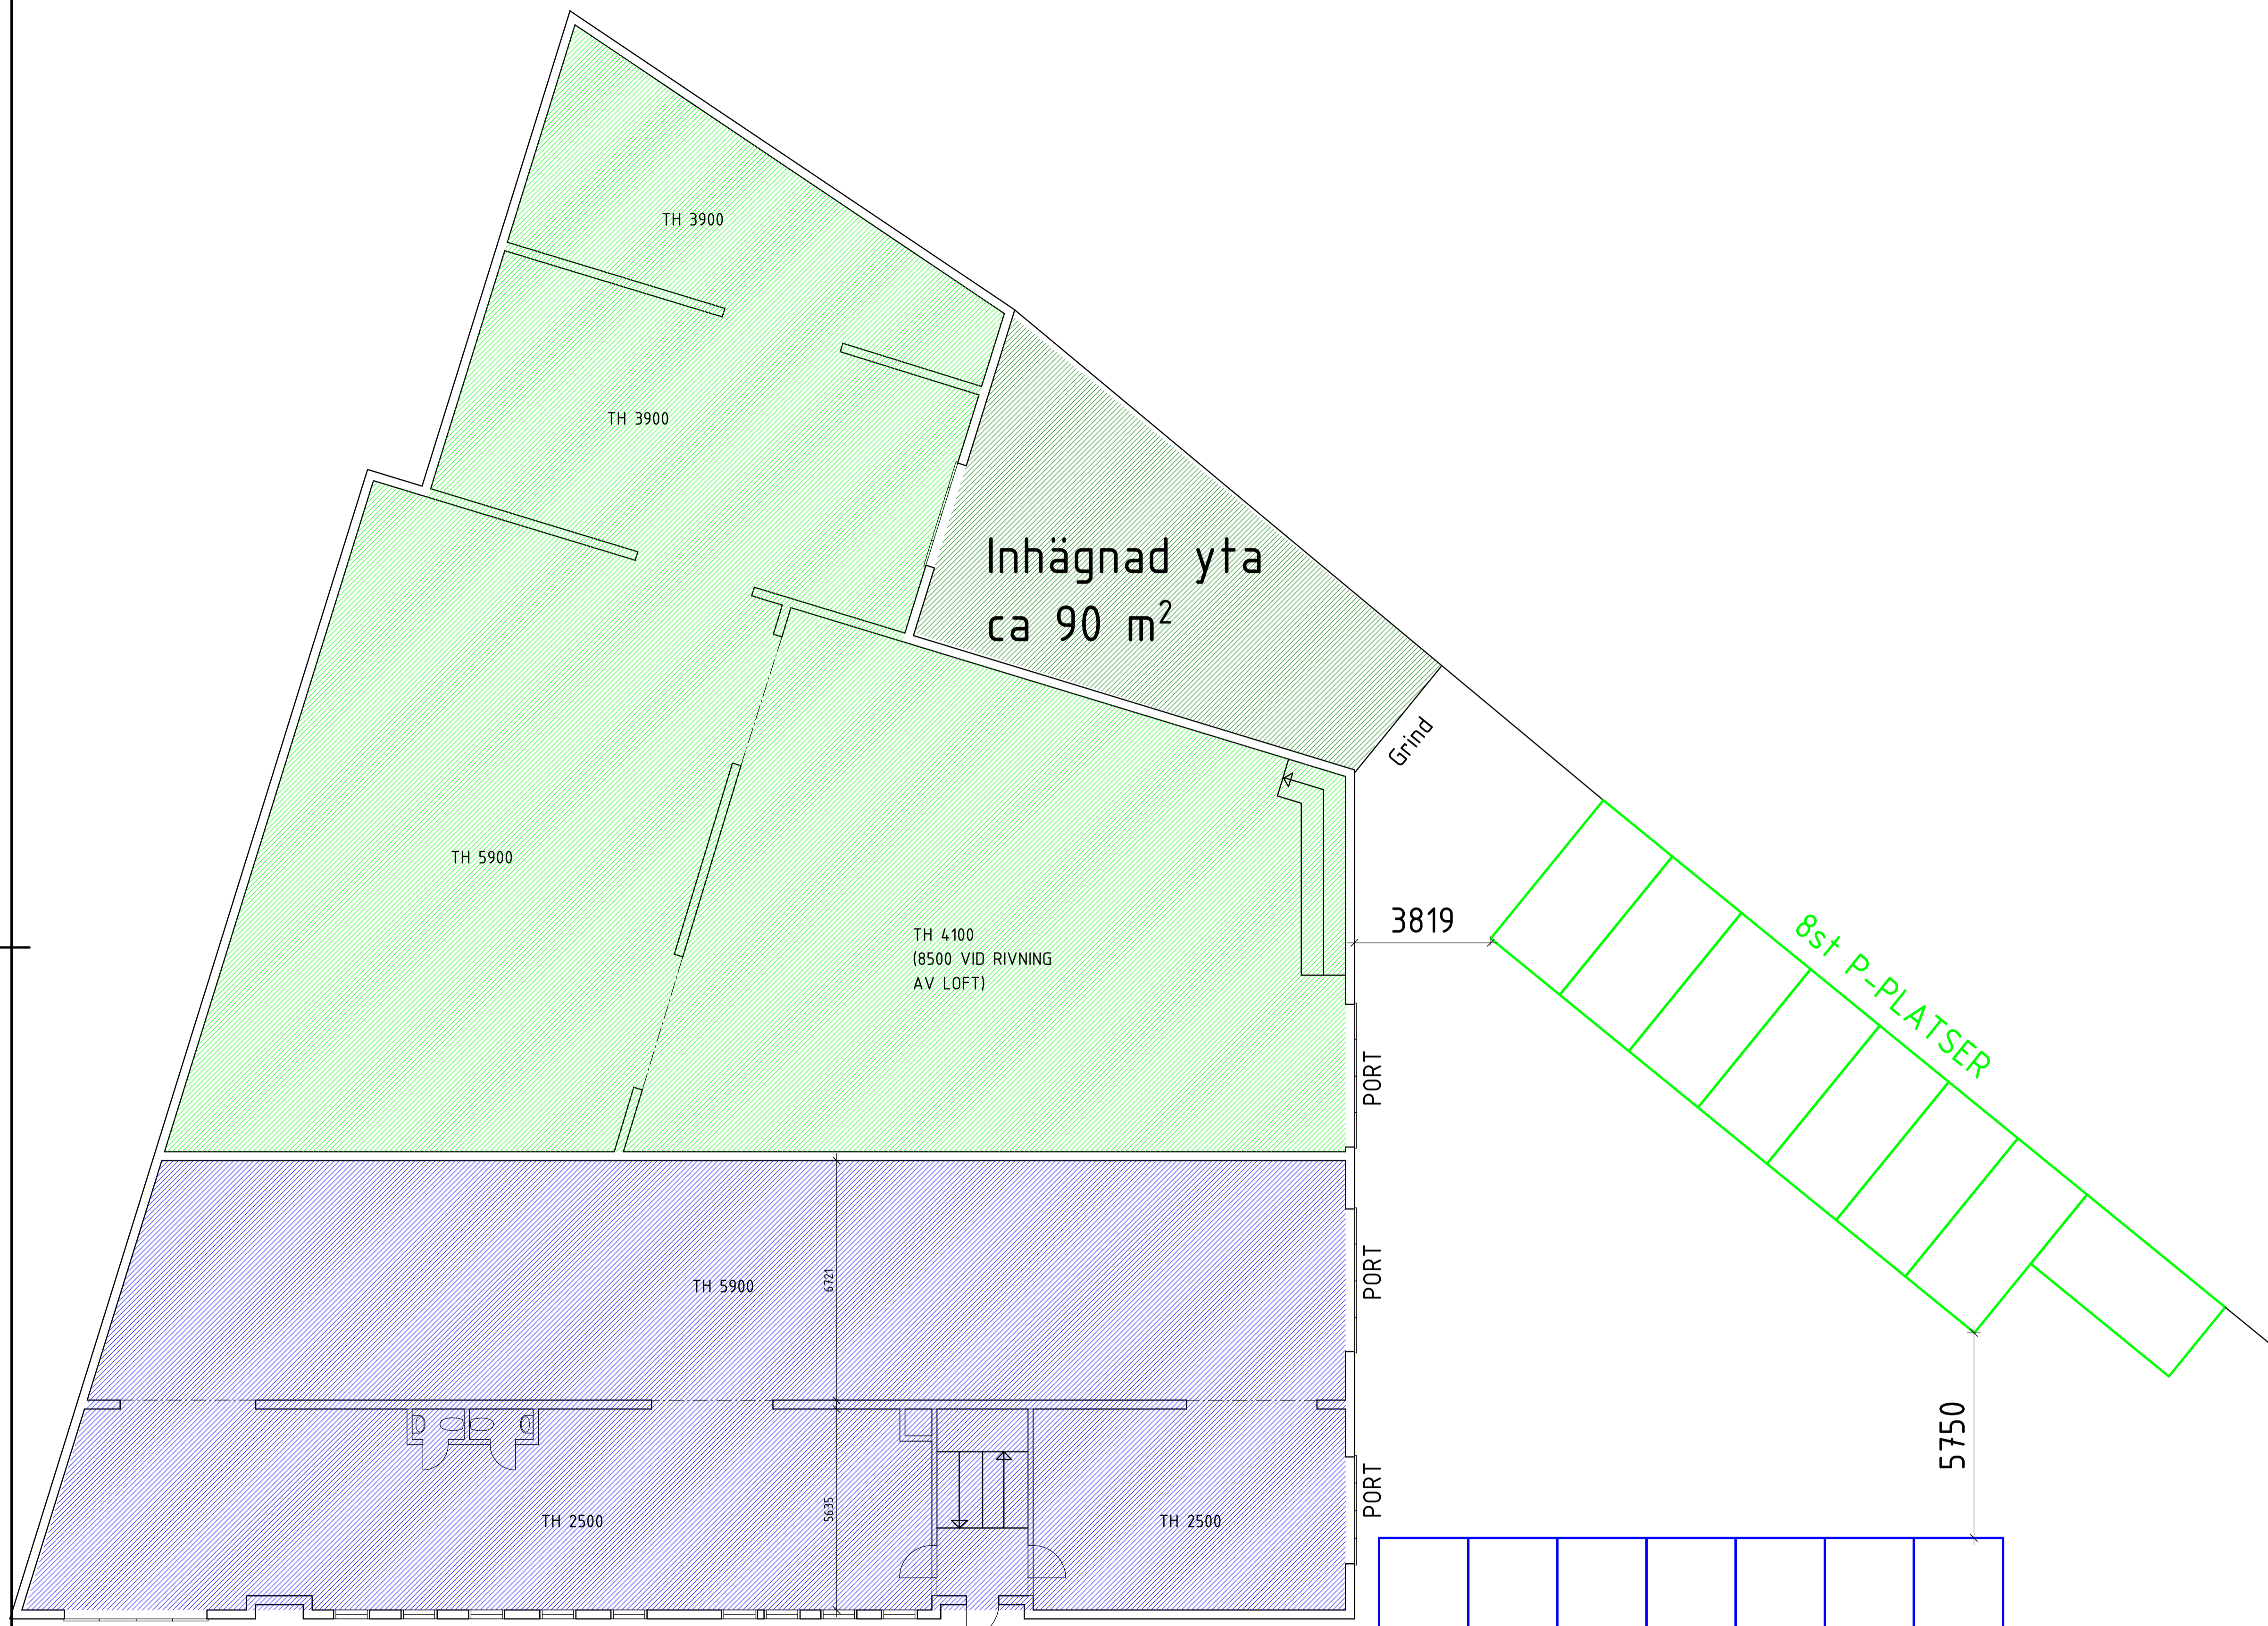 TH 3900
TH 3900
Inhägnad yta
ca 90 m²
Grind
TH 5900
TH 4100
(8500 VID RIVNING
AV LOFT)
3819
8st P-PLATSER
PORT
PORT
TH 5900
6721
5750
PORT
TH 2500
5635
TH 2500